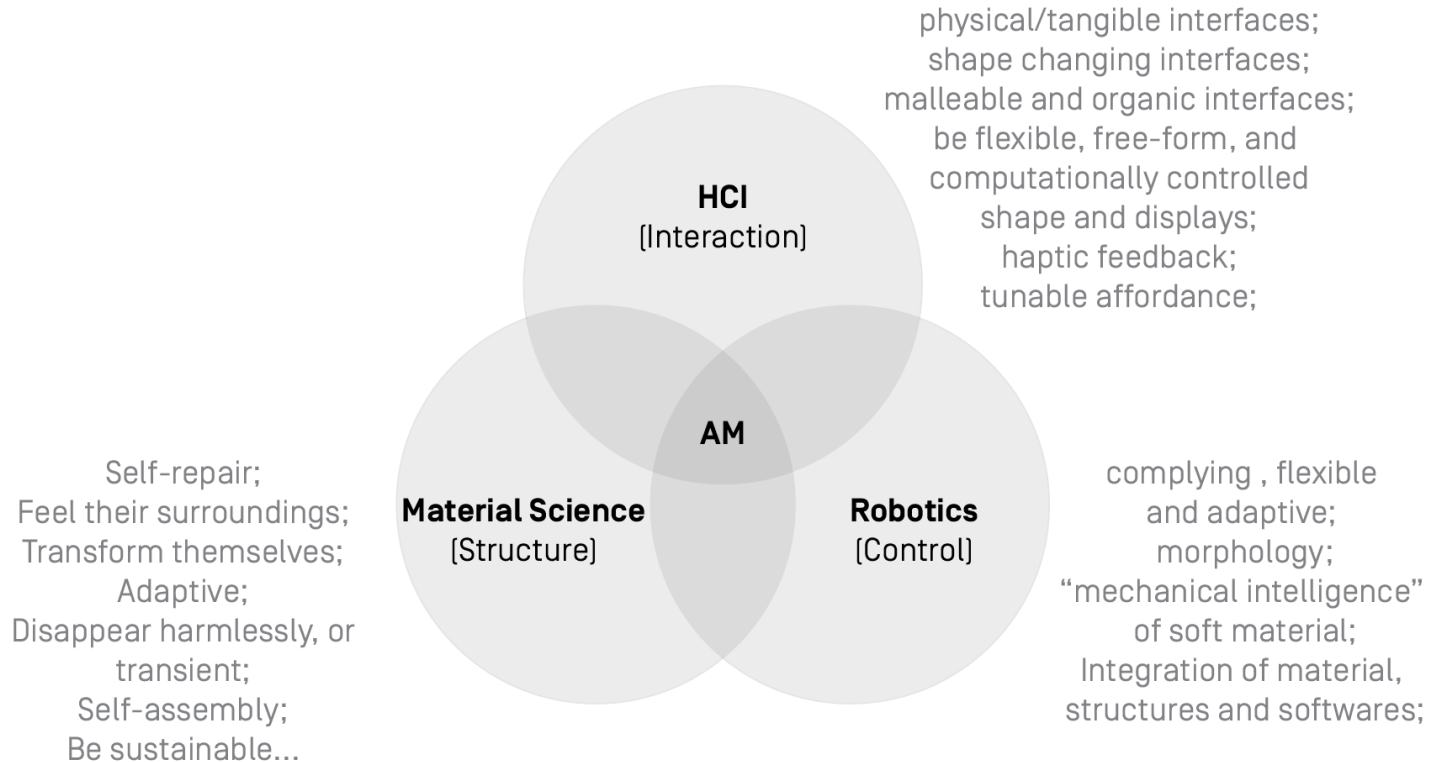 physical/tangible interfaces;
shape changing interfaces;
malleable and organic interfaces;
be flexible, free-form, and
computationally controlled
shape and displays;
haptic feedback;
tunable affordance;
HCI
(Interaction)
AM
Material Science
(Structure)
Robotics
(Control)
Self-repair;
Feel their surroundings;
Transform themselves;
Adaptive;
Disappear harmlessly, or
transient;
Self-assembly;
Be sustainable...
complying , flexible
and adaptive;
morphology;
“mechanical intelligence”
of soft material;
Integration of material,
structures and softwares;